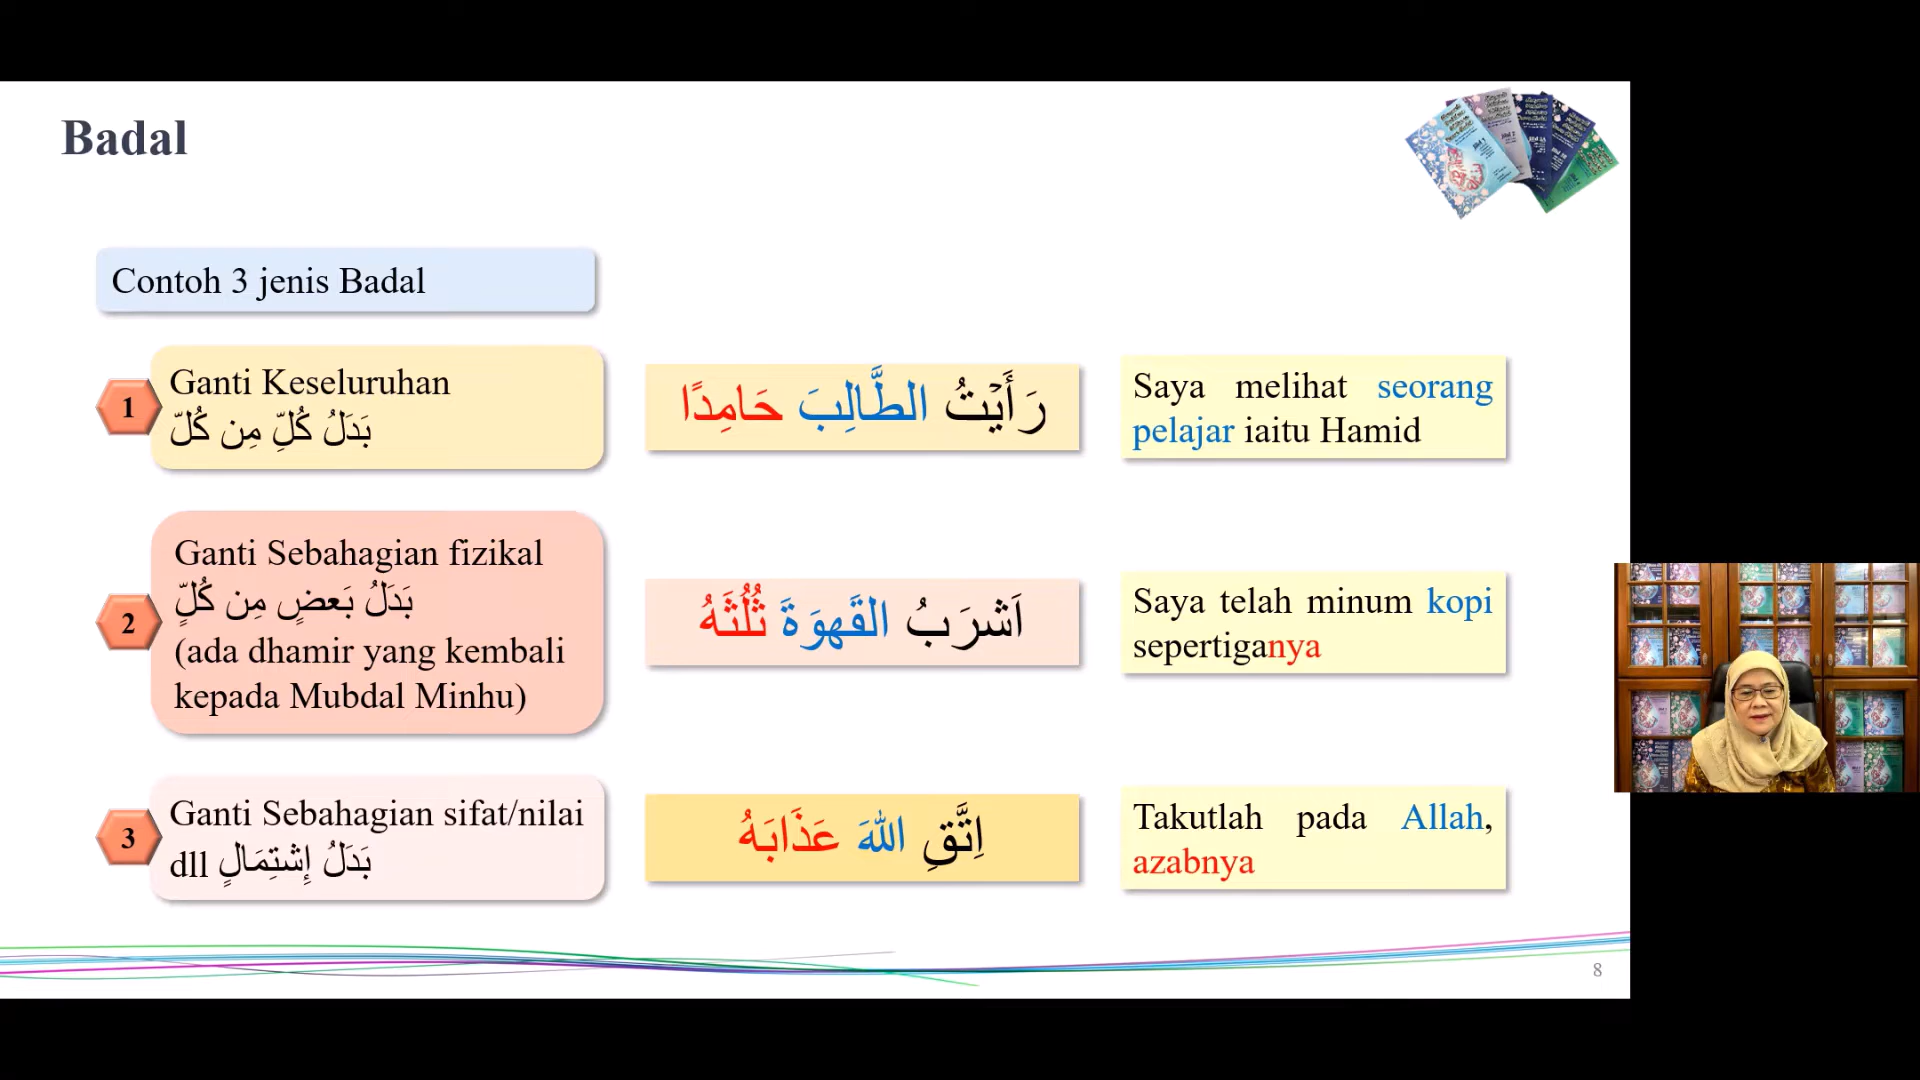 Badal
Contoh 3 jenis Badal
1
Ganti Keseluruhan
بَدَلُ كُلِّ مِن كُلّ
رَأَيْتُ الطَّالِبَ حَامِدًا
Saya melihat seorang
pelajar iaitu Hamid
2
Ganti Sebahagian fizikal
بَدَلُ بَعضٍ مِن كُلٍّ
(ada dhamir yang kembali
kepada Mubdal Minhu)
اَشرَبُ القَهوَةَ ثُلُثَهُ
Saya telah minum kopi
sepertiganya
3
Ganti Sebahagian sifat/nilai
dll بَدَلُ إِشتِمَالٍ
اِتَّقِ اللهَ عَذَابَهُ
Takutlah pada Allah,
azabnya
8